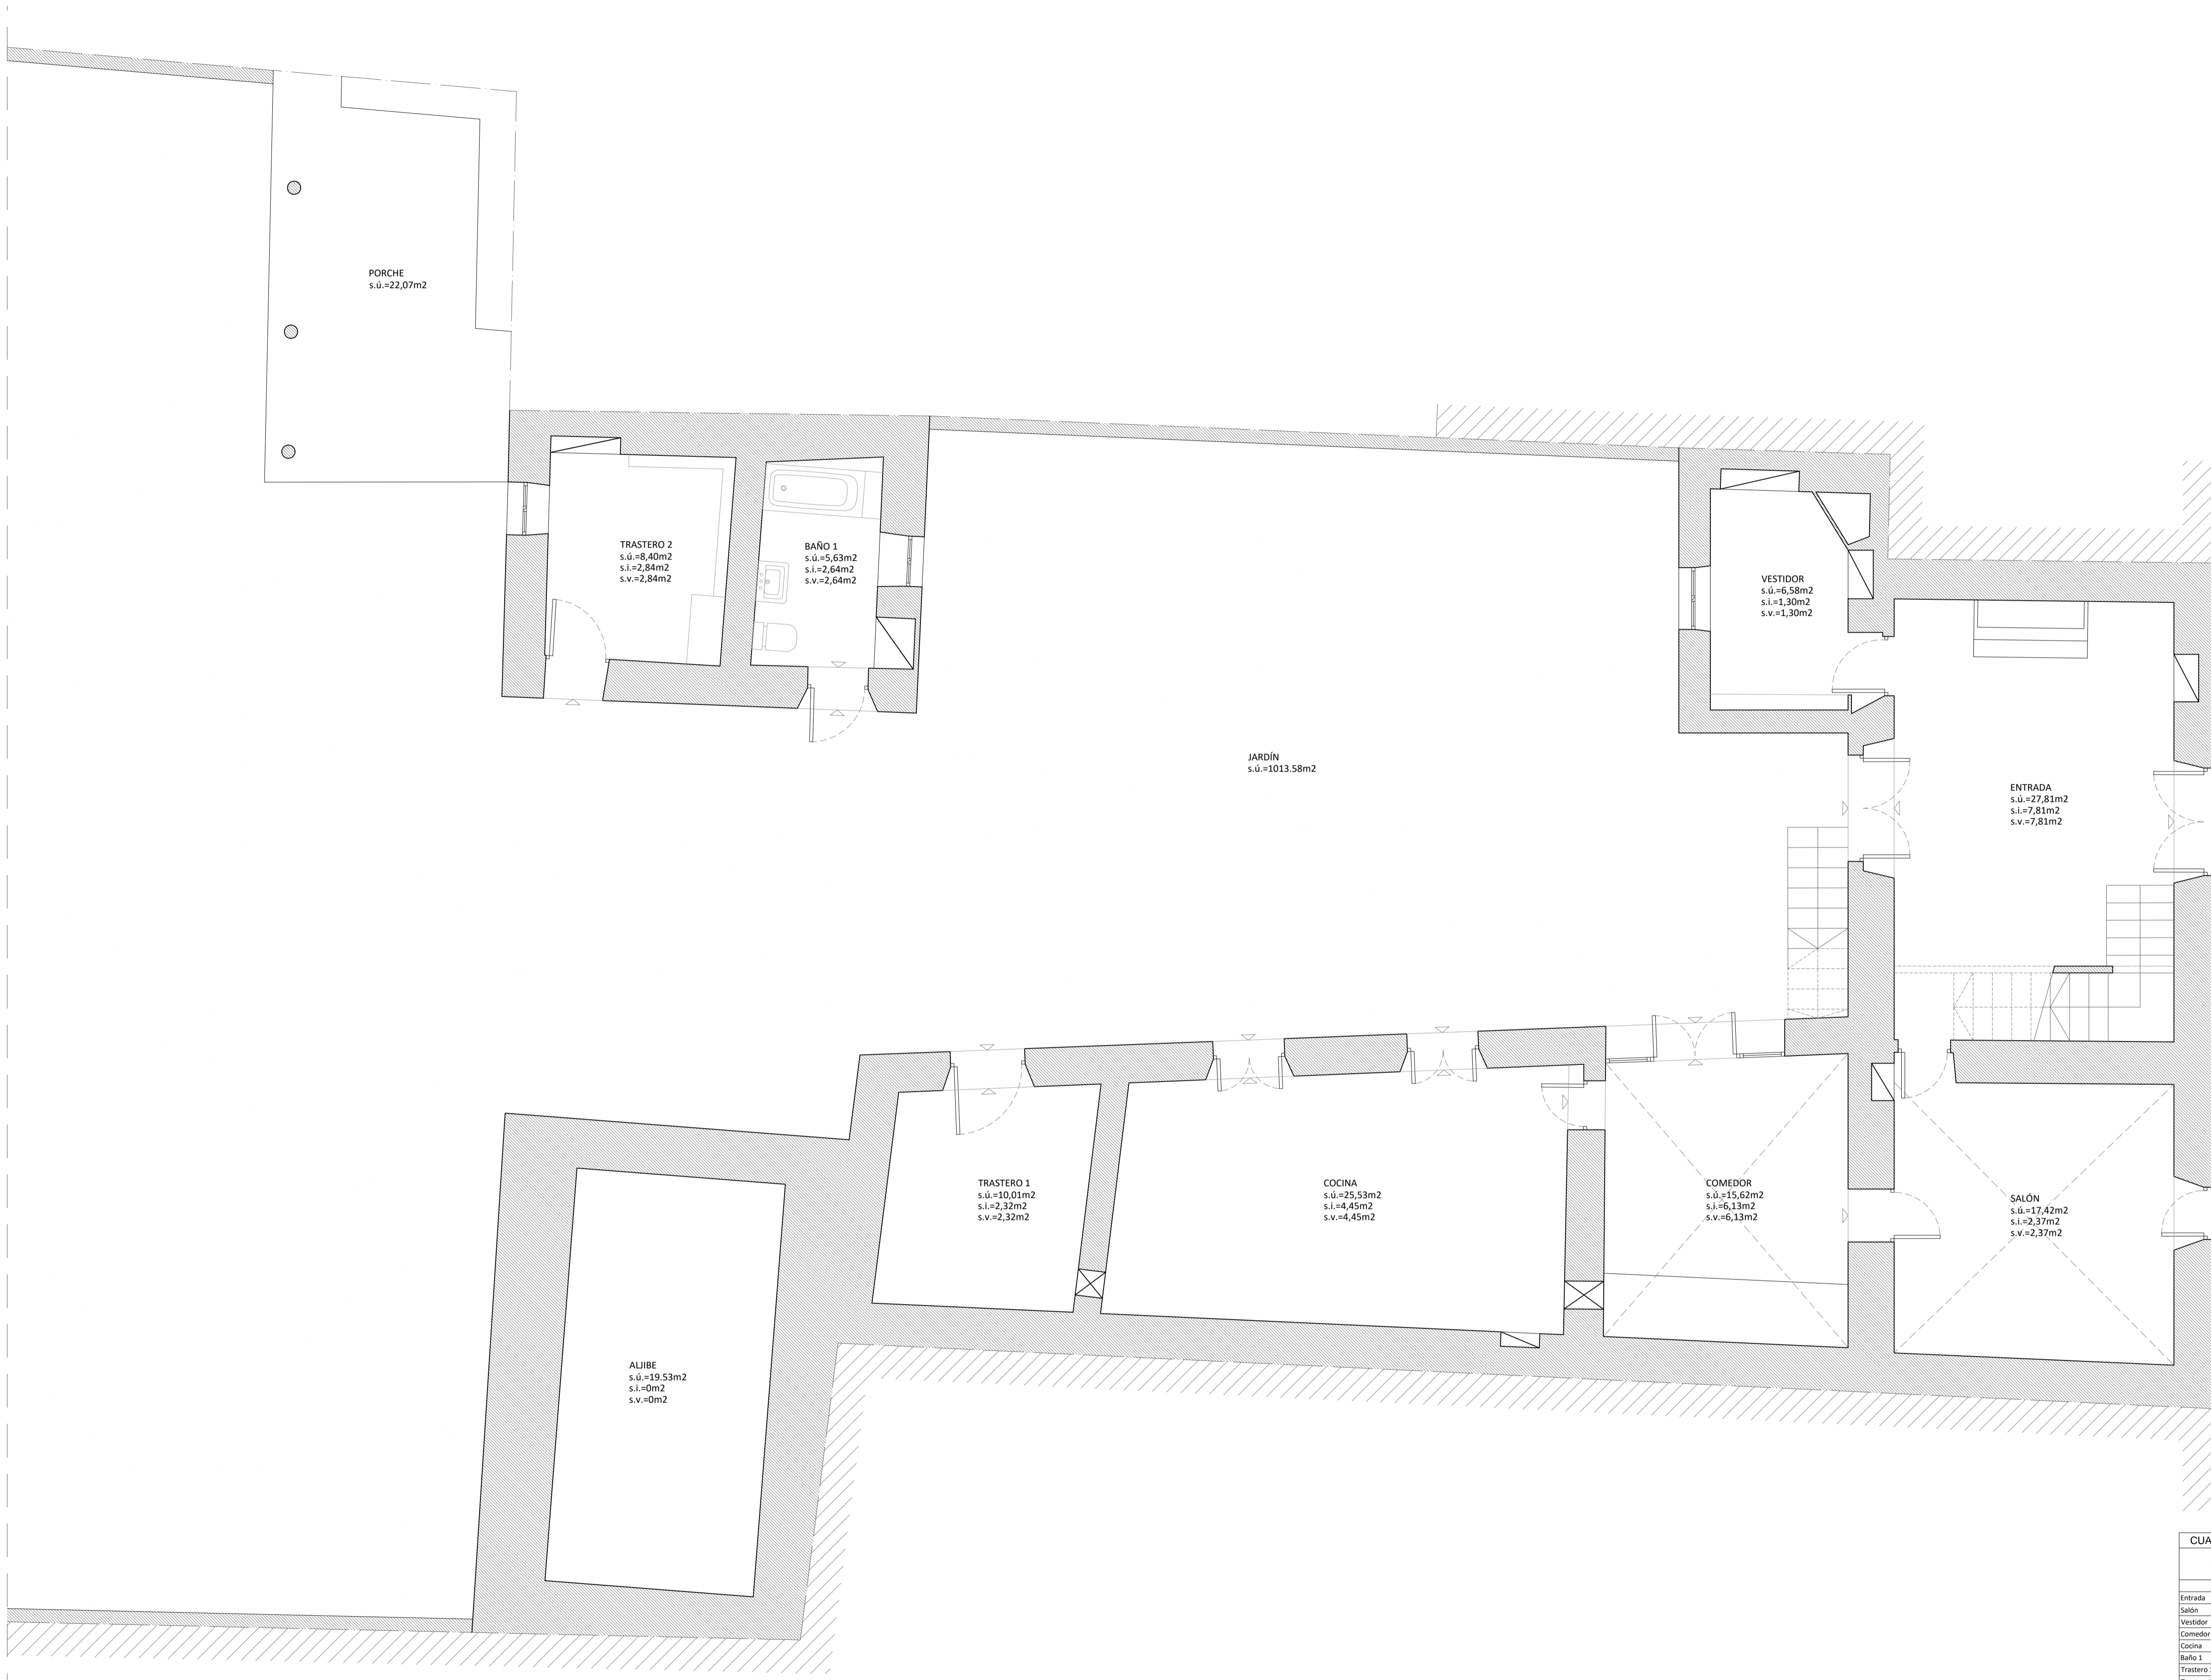 PORCHE
s.ú.=22,07m2
TRASTERO 2
s.ú.=8,40m2
s.i.=2,84m2
s.v.=2,84m2
BAÑO 1
s.ú.=5,63m2
s.i.=2,64m2
s.v.=2,64m2
VESTIDOR
s.ú.=6,58m2
s.i.=1,30m2
s.v.=1,30m2
JARDÍN
s.ú.=1013.58m2
ENTRADA
s.ú.=27,81m2
s.i.=7,81m2
s.v.=7,81m2
TRASTERO 1
s.ú.=10,01m2
s.i.=2,32m2
s.v.=2,32m2
COCINA
s.ú.=25,53m2
s.i.=4,45m2
s.v.=4,45m2
COMEDOR
s.ú.=15,62m2
s.i.=6,13m2
s.v.=6,13m2
SALÓN
s.ú.=17,42m2
s.i.=2,37m2
s.v.=2,37m2
ALJIBE
s.ú.=19.53m2
s.i.=0m2
s.v.=0m2
CUA
Entrada
Salón
Vestidor
Comedor
Cocina
Baño 1
Trastero